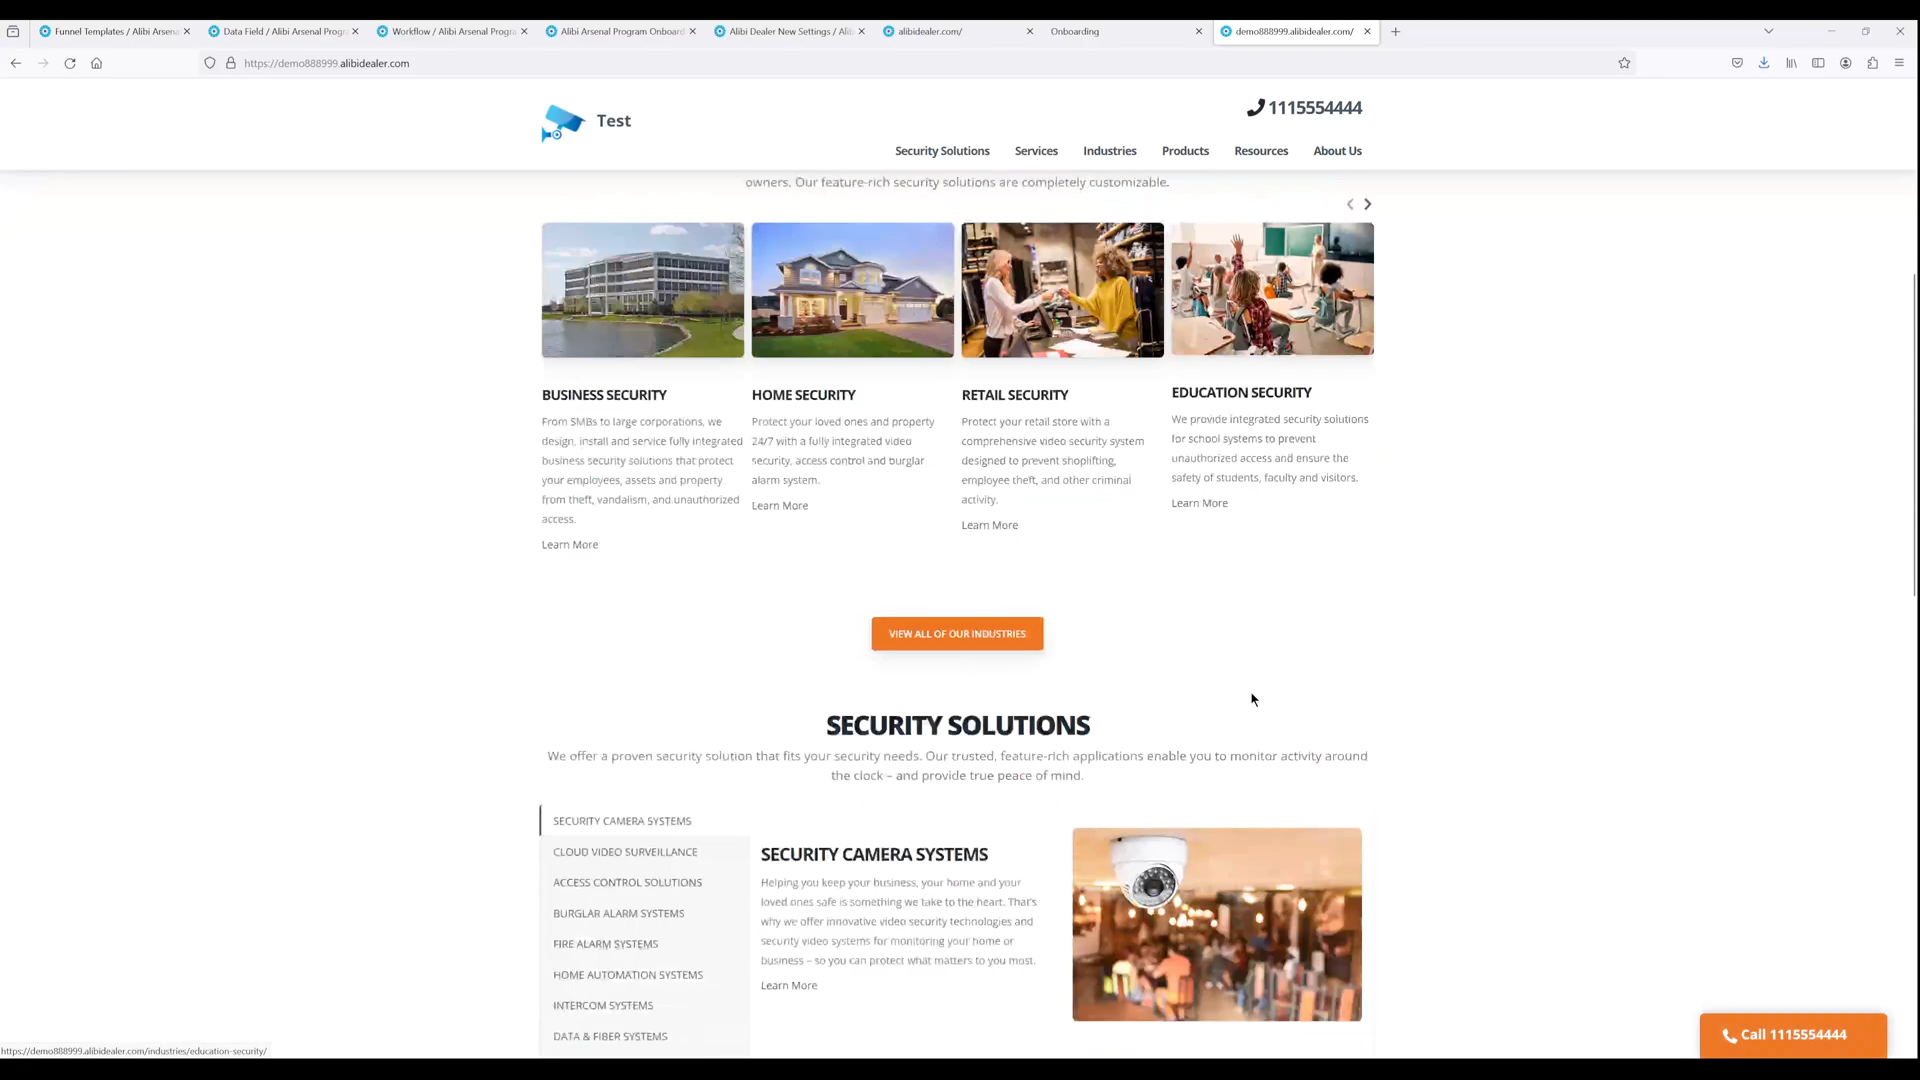 Funnel Templates / Alibi Arsena
Data Field / Alibi Arsenal Progr
Workflow / Alibi Arsenal Progra
Alibi Arsenal Program Onboard
Alibi Dealer New Settings / Alib
alibidealer.com/
Onboarding
demo888999.alibidealer.com/
https://demo888999.alibidealer.com
Test
1115554444
Security Solutions Services Industries Products Resources About Us
owners. Our feature-rich security solutions are completely customizable.
BUSINESS SECURITY
From SMBs to large corporations, we
design, install and service fully integrated
business security solutions that protect
your employees, assets and property
from theft, vandalism, and unauthorized
access.
Learn More
HOME SECURITY
Protect your loved ones and property
24/7 with a fully integrated video
security, access control and burglar
alarm system.
Learn More
RETAIL SECURITY
Protect your retail store with a
comprehensive video security system
designed to prevent shoplifting,
employee theft, and other criminal
activity.
Learn More
EDUCATION SECURITY
We provide integrated security solutions
for school systems to prevent
unauthorized access and ensure the
safety of students, faculty and visitors.
Learn More
VIEW ALL OF OUR INDUSTRIES
SECURITY SOLUTIONS
We offer a proven security solution that fits your security needs. Our trusted, feature-rich applications enable you to monitor activity around
the clock – and provide true peace of mind.
SECURITY CAMERA SYSTEMS
CLOUD VIDEO SURVEILLANCE
ACCESS CONTROL SOLUTIONS
BURGLAR ALARM SYSTEMS
FIRE ALARM SYSTEMS
HOME AUTOMATION SYSTEMS
INTERCOM SYSTEMS
DATA & FIBER SYSTEMS
SECURITY CAMERA SYSTEMS
Helping you keep your business, your home and your
loved ones safe is something we take to the heart. That's
why we offer innovative video security technologies and
security video systems for monitoring your home or
business – so you can protect what matters to you most.
Learn More
Call 1115554444
https://demo888999.alibidealer.com/industries/education-security/